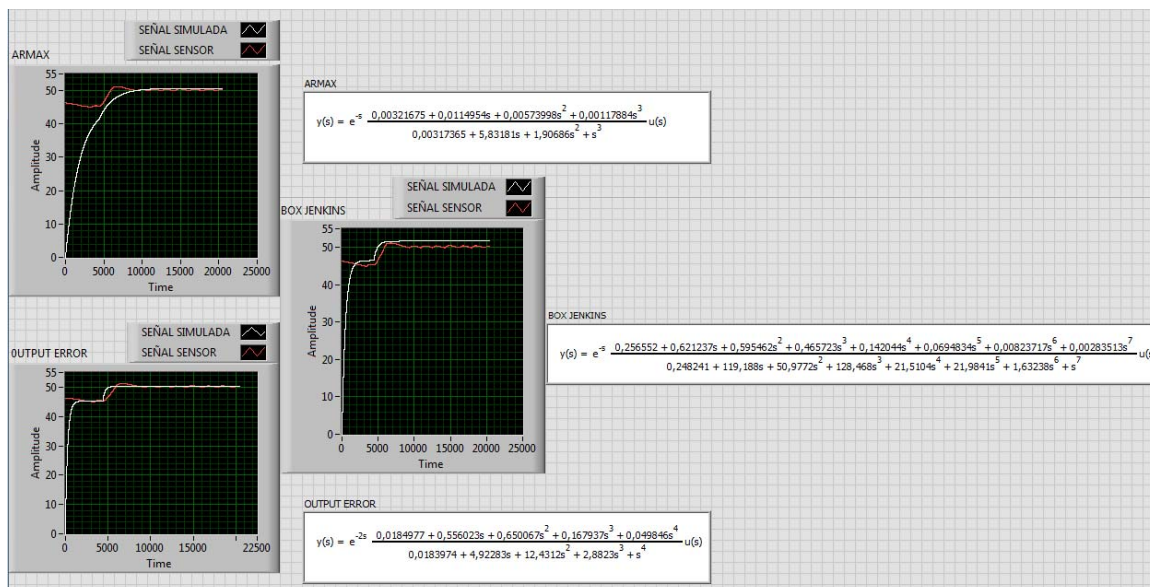 SEÑAL SIMULADA
SEÑAL SENSOR
ARMAX
55
50
40
30
20
10
0
Amplitude
0 5000 10000 15000 20000 25000
Time
ARMAX
y(s) = e^-s (0,00321675 + 0,0114954s + 0,00573998s^2 + 0,00117884s^3) / (0,00317365 + 5,83181s + 1,90686s^2 + s^3) u(s)
SEÑAL SIMULADA
SEÑAL SENSOR
BOX JENKINS
55
50
40
30
20
10
0
Amplitude
0 5000 10000 15000 20000 25000
Time
BOX JENKINS
y(s) = e^-s (0,256552 + 0,621237s + 0,595462s^2 + 0,465723s^3 + 0,142044s^4 + 0,0694834s^5 + 0,00823717s^6 + 0,00283513s^7) / (0,248241 + 119,188s + 50,9772s^2 + 128,468s^3 + 21,5104s^4 + 21,9841s^5 + 1,63238s^6 + s^7) u(s
SEÑAL SIMULADA
SEÑAL SENSOR
OUTPUT ERROR
55
50
40
30
20
10
0
Amplitude
0 5000 10000 15000 22500
Time
OUTPUT ERROR
y(s) = e^-2s (0,0184977 + 0,556023s + 0,650067s^2 + 0,167937s^3 + 0,049846s^4) / (0,0183974 + 4,92283s + 12,4312s^2 + 2,8823s^3 + s^4) u(s)